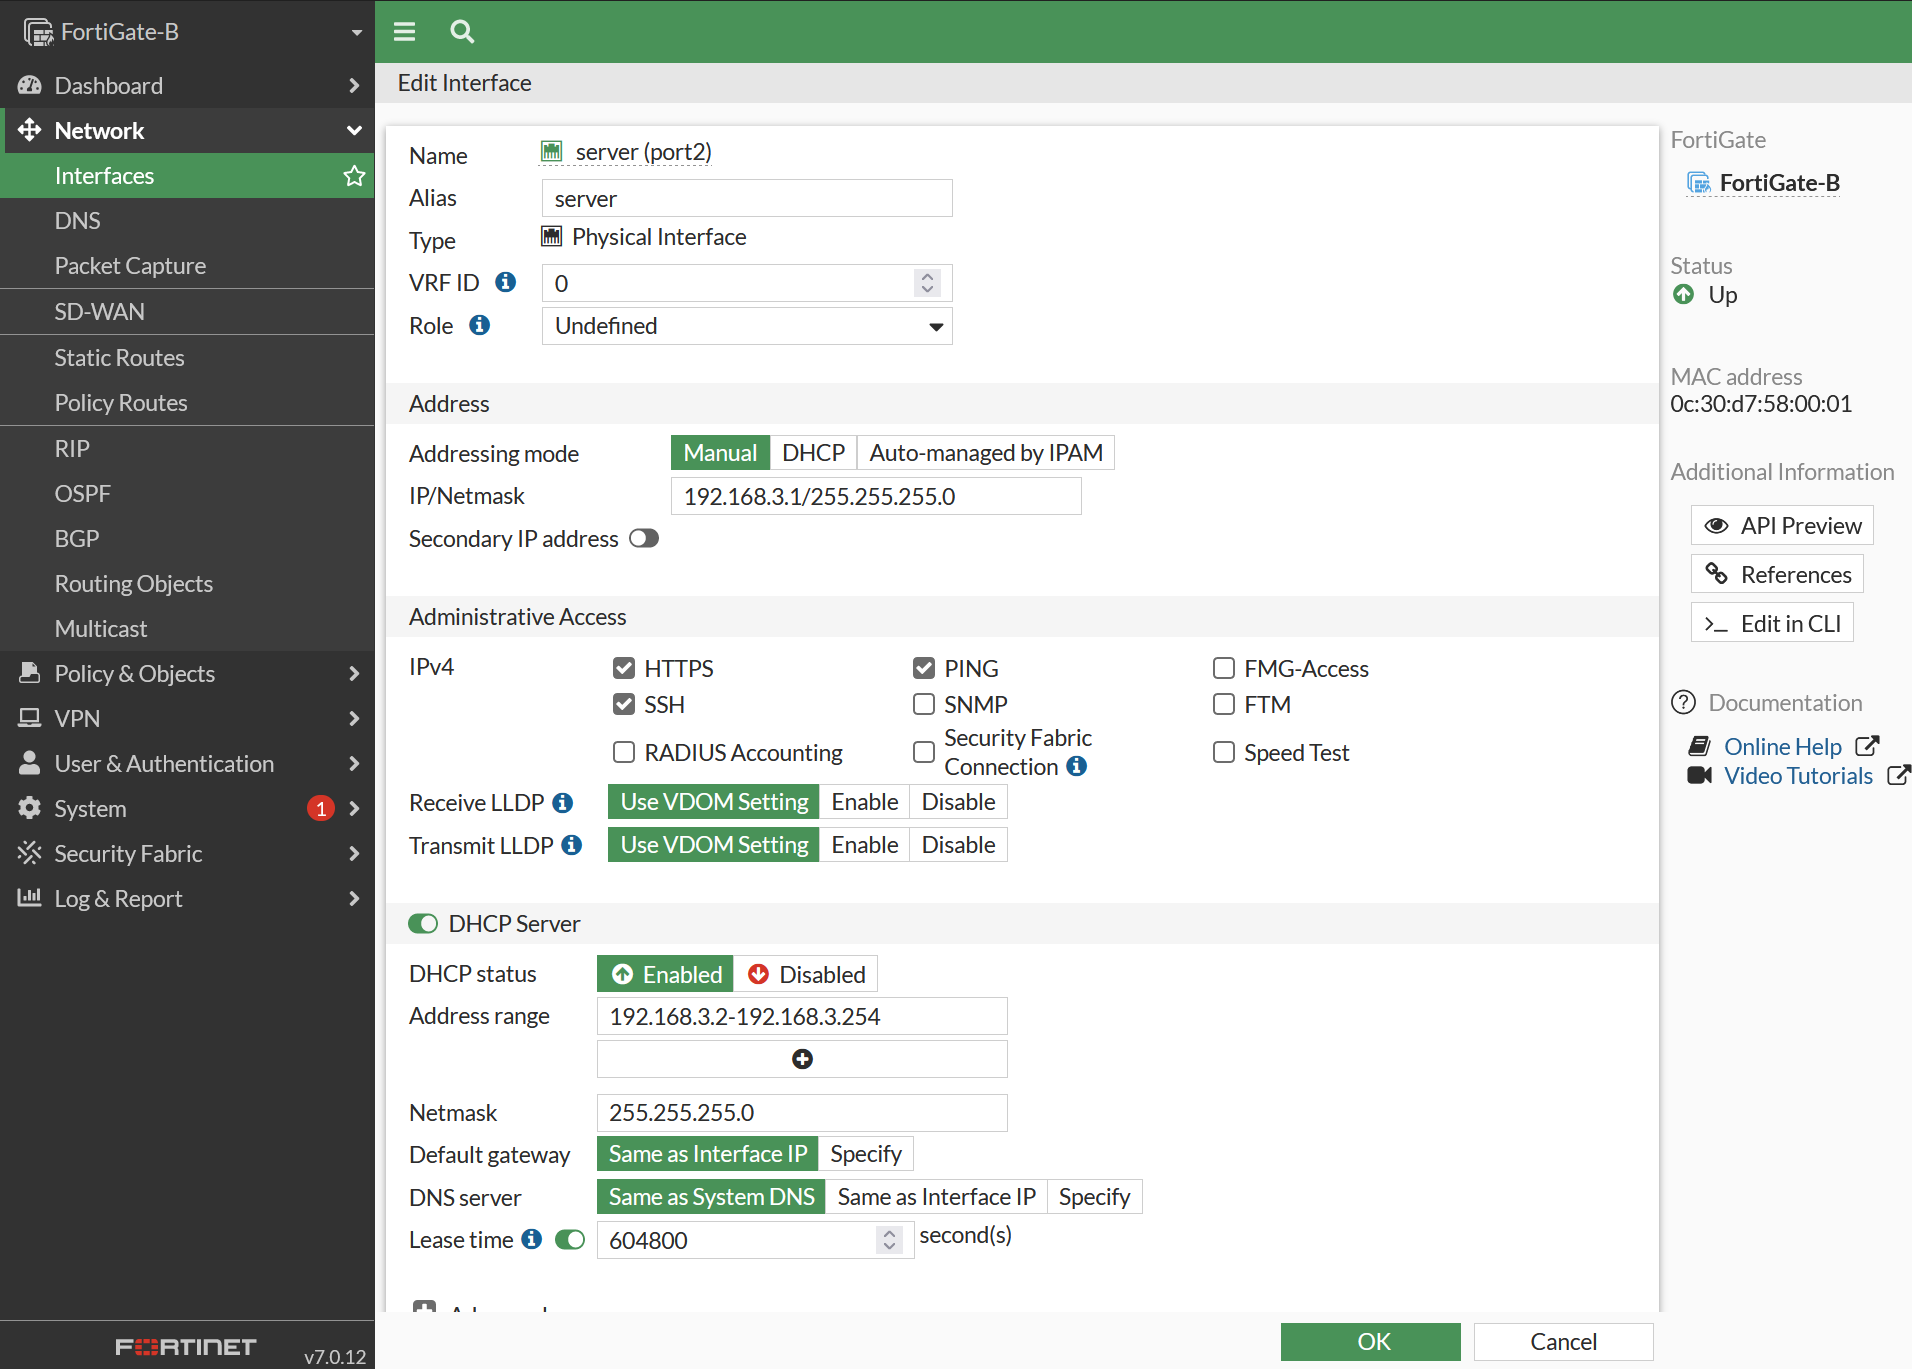 FortiGate-B
Dashboard
Network
Interfaces
DNS
Packet Capture
SD-WAN
Static Routes
Policy Routes
RIP
OSPF
BGP
Routing Objects
Multicast
Policy & Objects
VPN
User & Authentication
System 1
Security Fabric
Log & Report
FORTINET
v7.0.12
Edit Interface
Name server (port2)
Alias server
Type Physical Interface
VRF ID 0
Role Undefined
Address
Addressing mode Manual DHCP Auto-managed by IPAM
IP/Netmask 192.168.3.1/255.255.255.0
Secondary IP address
Administrative Access
IPv4 HTTPS PING FMG-Access
SSH SNMP FTM
RADIUS Accounting Security Fabric Connection Speed Test
Receive LLDP Use VDOM Setting Enable Disable
Transmit LLDP Use VDOM Setting Enable Disable
DHCP Server
DHCP status Enabled Disabled
Address range 192.168.3.2-192.168.3.254
Netmask 255.255.255.0
Default gateway Same as Interface IP Specify
DNS server Same as System DNS Same as Interface IP Specify
Lease time 604800 second(s)
OK Cancel
FortiGate
FortiGate-B
Status
Up
MAC address
0c:30:d7:58:00:01
Additional Information
API Preview
References
Edit in CLI
Documentation
Online Help
Video Tutorials